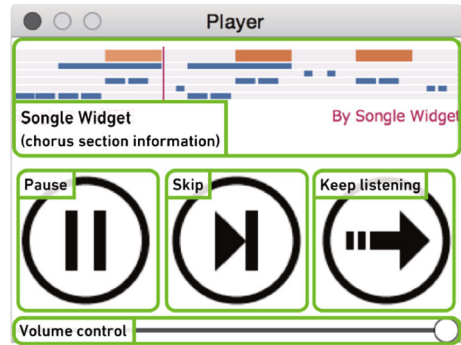 Player
Songle Widget
(chorus section information)
By Songle Widget
Pause
Skip
Keep listening
Volume control